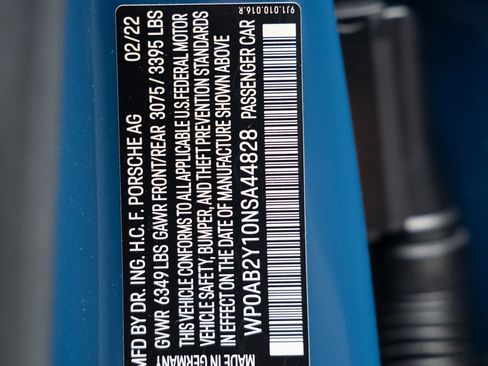 9J1.010.016.R
MFD BY DR. ING. H.C. F. PORSCHE AG 02/22
GVWR 6349 LBS GAWR FRONT/REAR 3075/3395 LBS
THIS VEHICLE CONFORMS TO ALL APPLICABLE U.S.FEDERAL MOTOR
VEHICLE SAFETY, BUMPER, AND THEFT PREVENTION STANDARDS
IN EFFECT ON THE DATE OF MANUFACTURE SHOWN ABOVE
WP0AB2Y10NSA44828 PASSENGER CAR
MADE IN GERMANY